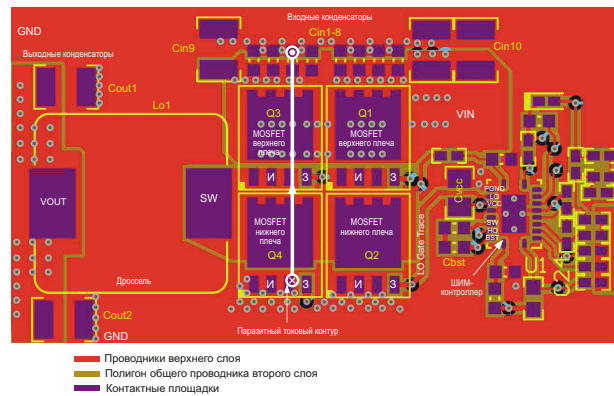 GND
Входные конденсаторы
Выходные конденсаторы
Cin9
Cin1-8
Cin10
Cout1
Lo1
Q3
Q1
VIN
MOSFET
верхнего
плеча
MOSFET
верхнего плеча
И
З
И
З
Cvcc
PGND
LO
VCC
VOUT
SW
MOSFET
нижнего
плеча
Q4
MOSFET
нижнего плеча
Q2
LO Gate Trace
SW
HO
BST
Cbst
U1
Дроссель
И
З
И
З
ШИМ-
контроллер
Cout2
GND
Паразитный токовый контур
Проводники верхнего слоя
Полигон общего проводника второго слоя
Контактные площадки